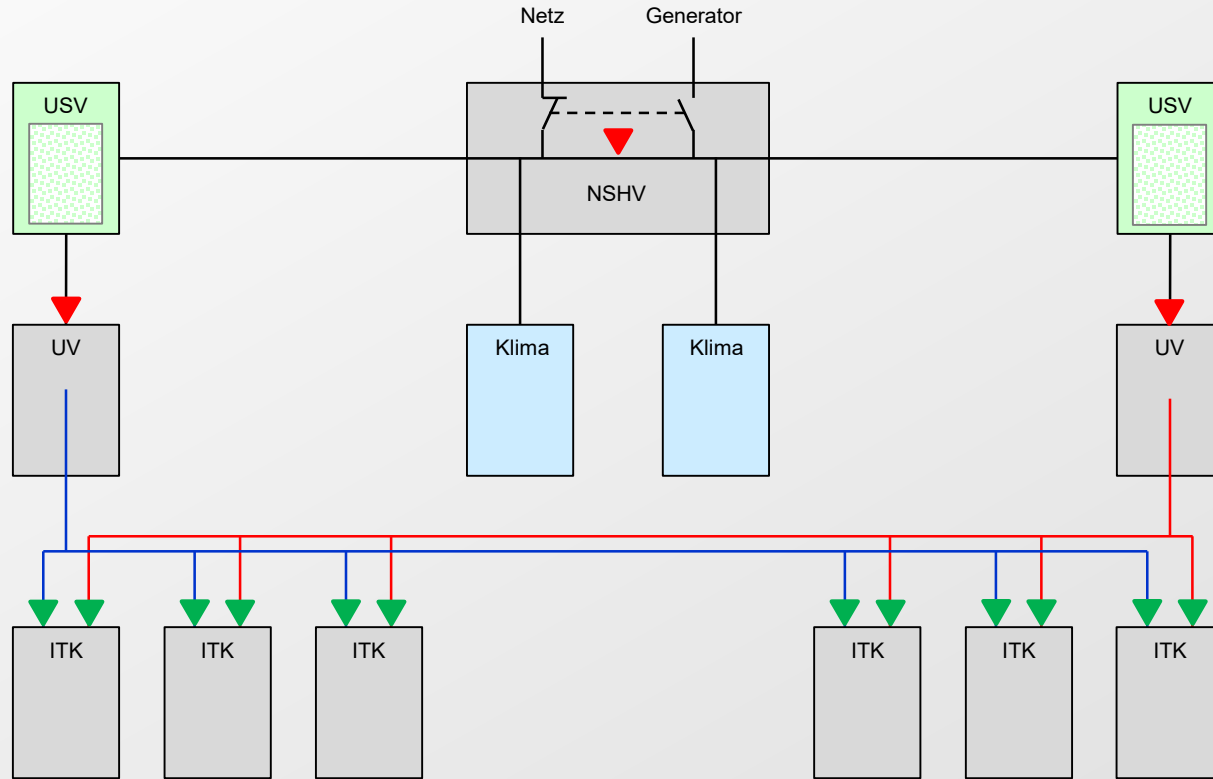 Netz
Generator
USV
USV
NSHV
UV
Klima
Klima
UV
ITK
ITK
ITK
ITK
ITK
ITK